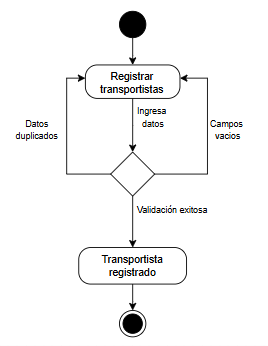 Registrar
transportistas
Ingresa
datos
Datos
duplicados
Campos
vacios
Validación exitosa
Transportista
registrado